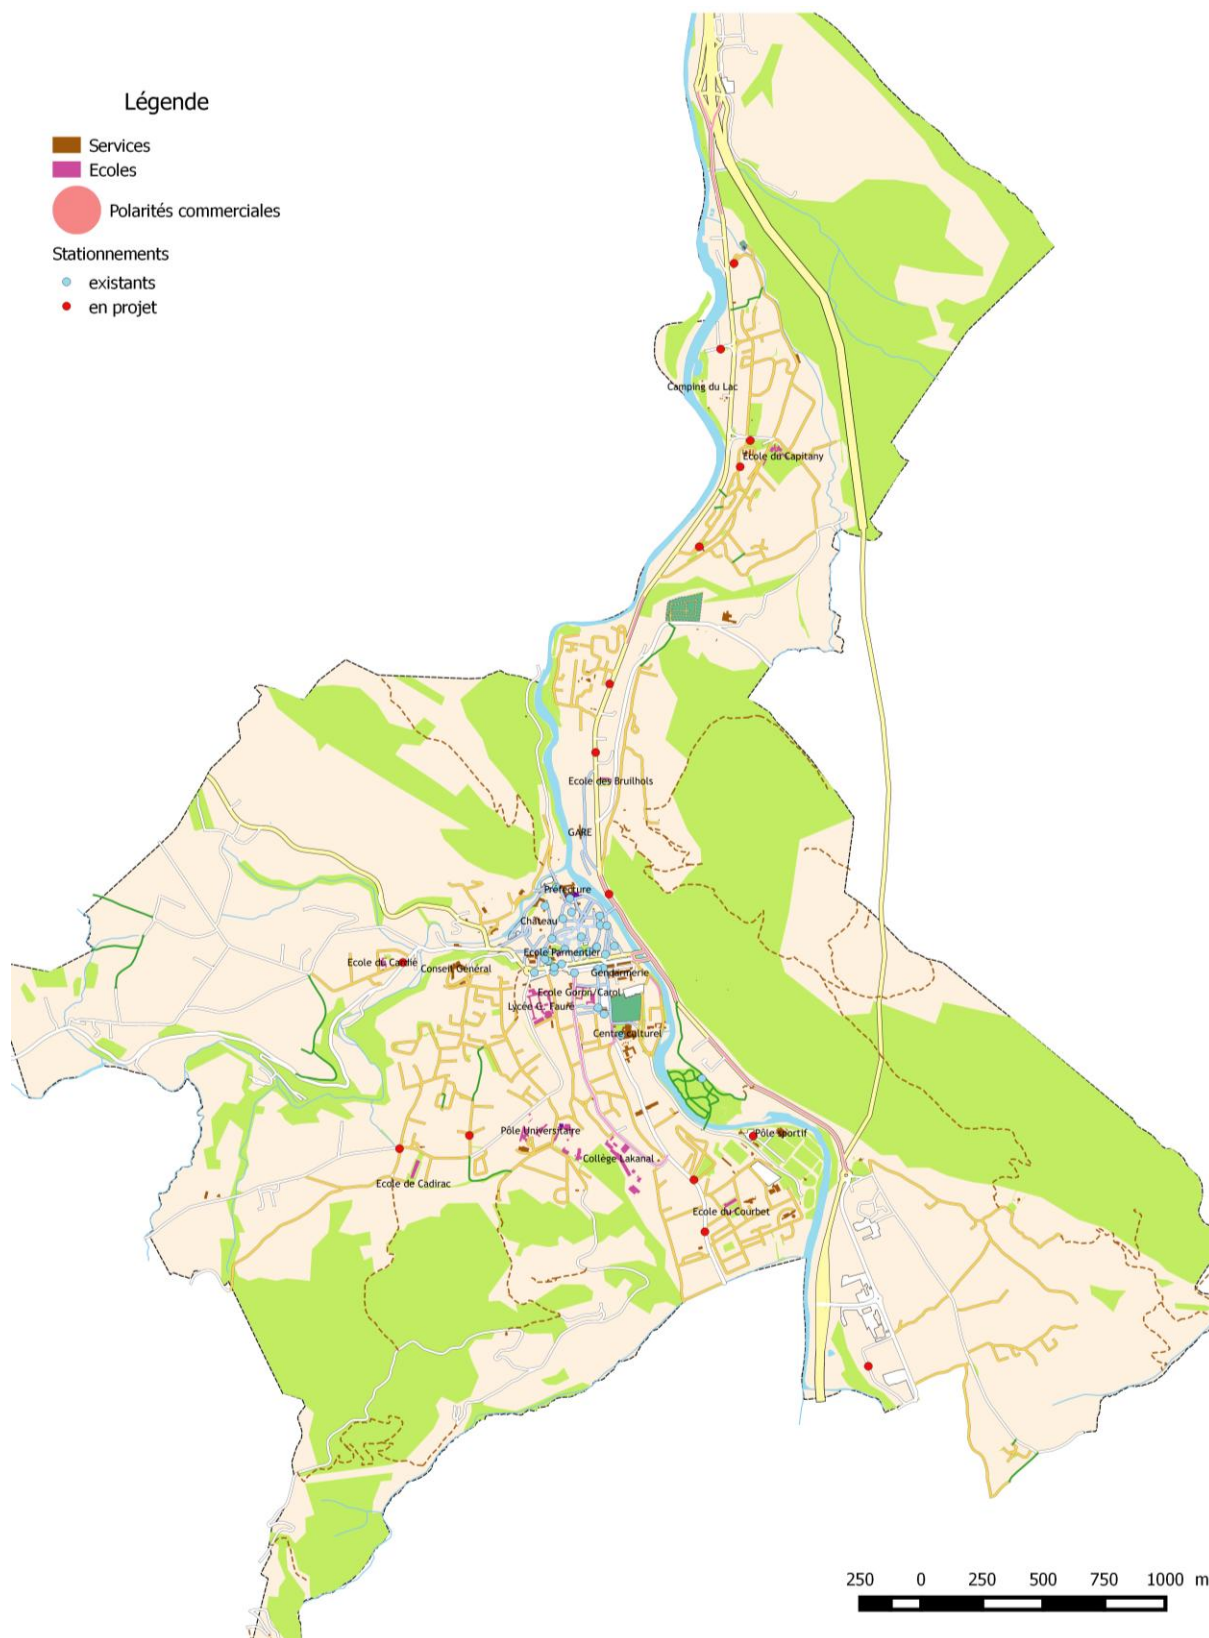 Légende
Services
Ecoles
Polarités commerciales
Stationnements
existants
en projet
Camping du Lac
Ecole du Capitany
Ecole des Bruilhols
GARE
Préfecture
Château
Ecole Parmentier
Ecole du Cardié
Conseil Général
Gendarmerie
Ecole Goron/Carol
Lycée G. Fauré
Centre culturel
Pôle Universitaire
Pôle sportif
Collège Lakanal
Ecole de Cadirac
Ecole du Courbet
250 0 250 500 750 1000 m